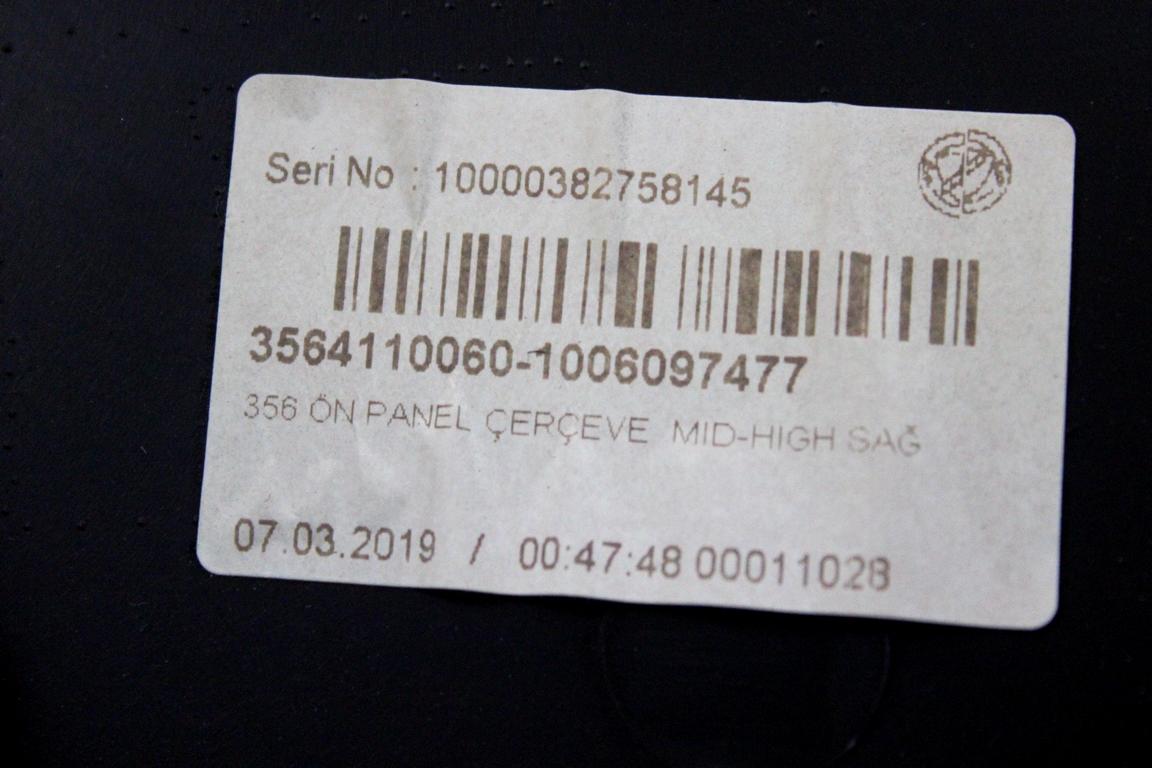 Seri No : 10000382758145
3564110060-1006097477
356 ÖN PANEL ÇERÇEVE MID-HIGH SAĞ
07.03.2019 / 00:47:48 00011028